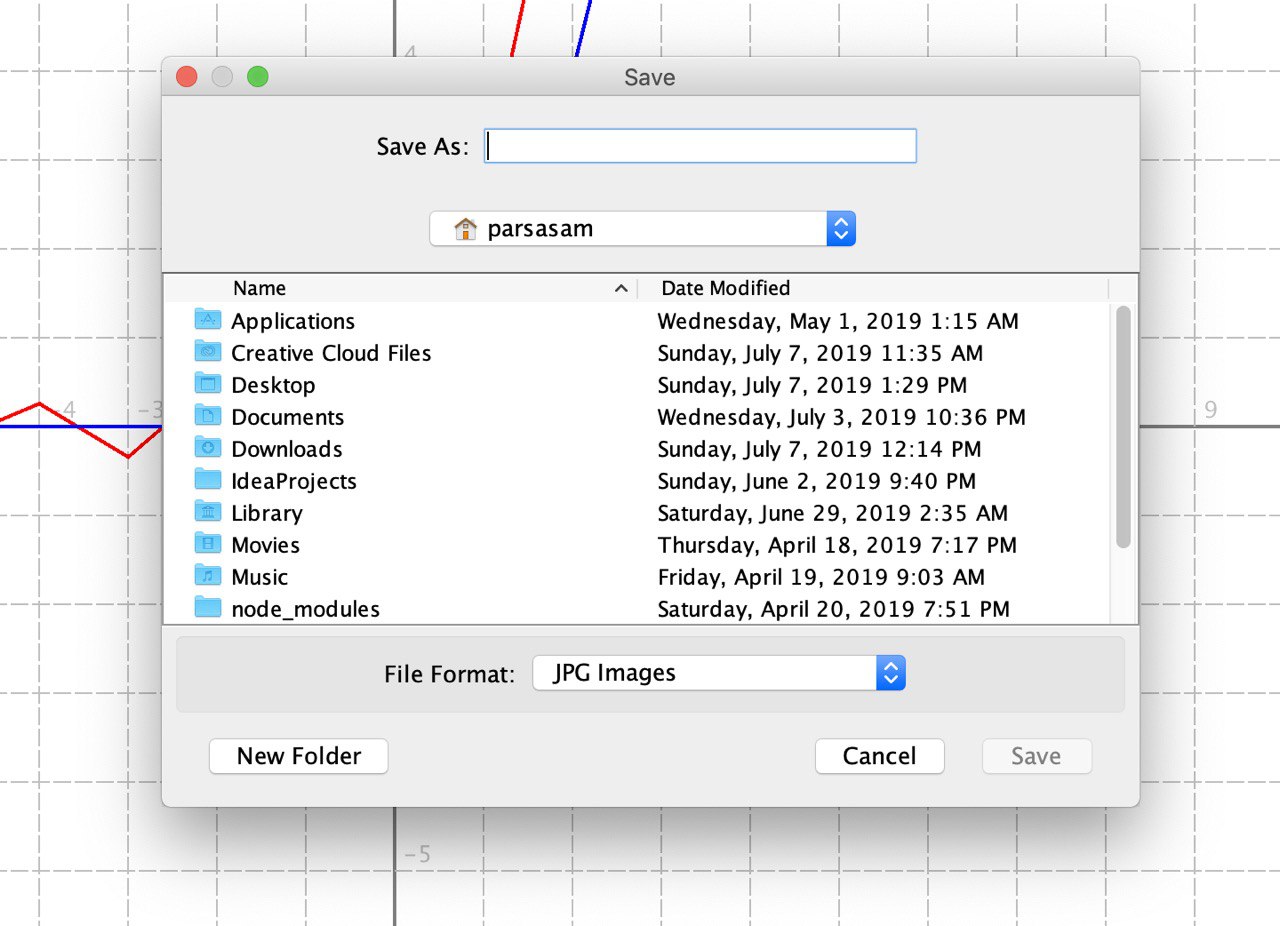 4
Save
Save As:
parsasam
Name Date Modified
Applications Wednesday, May 1, 2019 1:15 AM
Creative Cloud Files Sunday, July 7, 2019 11:35 AM
Desktop Sunday, July 7, 2019 1:29 PM
-4 -3 Documents Wednesday, July 3, 2019 10:36 PM 9
Downloads Sunday, July 7, 2019 12:14 PM
IdeaProjects Sunday, June 2, 2019 9:40 PM
Library Saturday, June 29, 2019 2:35 AM
Movies Thursday, April 18, 2019 7:17 PM
Music Friday, April 19, 2019 9:03 AM
node_modules Saturday, April 20, 2019 7:51 PM
File Format: JPG Images
New Folder Cancel Save
-5